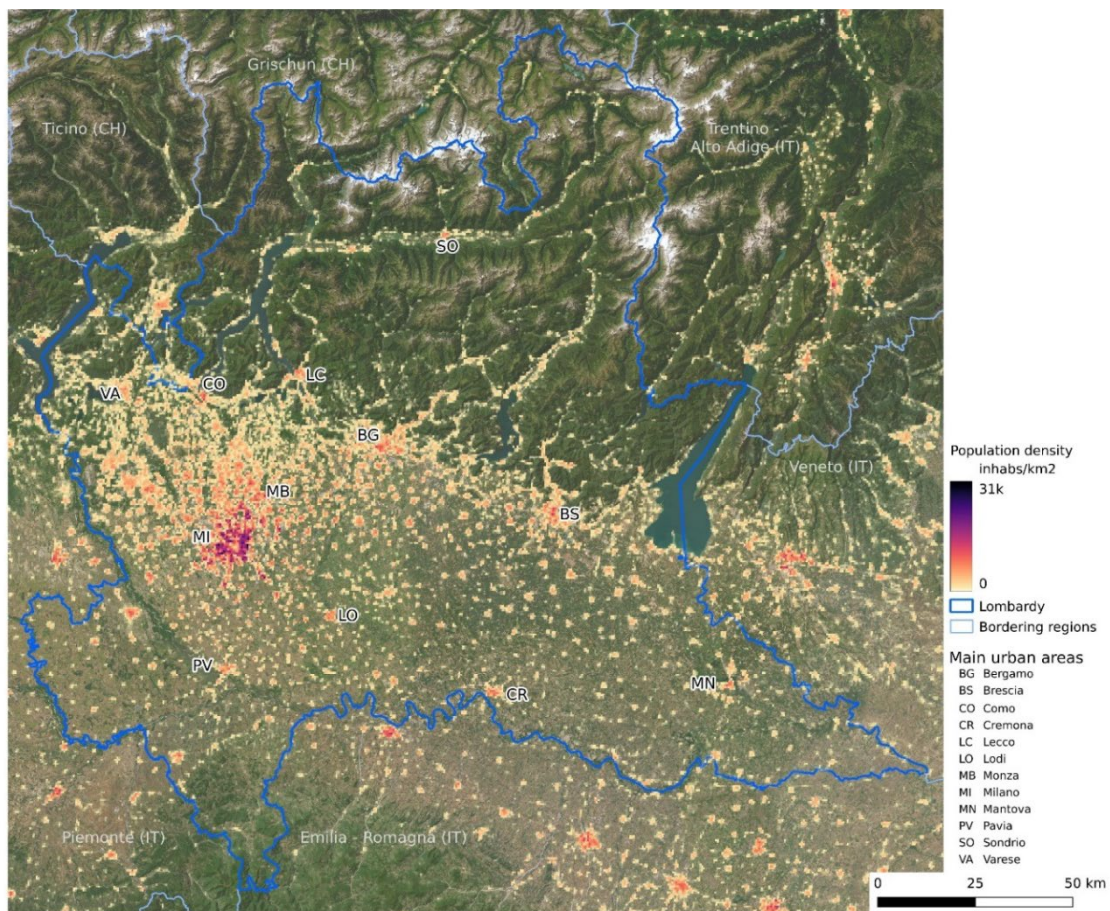 Grischun (CH)
Ticino (CH)
Trentino -
Alto Adige (IT)
SO
CO
LC
VA
BG
MB
BS
MI
LO
PV
CR
MN
Veneto (IT)
Piemonte (IT)
Emilia - Romagna (IT)
Population density
inhabs/km2
31k
0
Lombardy
Bordering regions
Main urban areas
BG Bergamo
BS Brescia
CO Como
CR Cremona
LC Lecco
LO Lodi
MB Monza
MI Milano
MN Mantova
PV Pavia
SO Sondrio
VA Varese
0 25 50 km